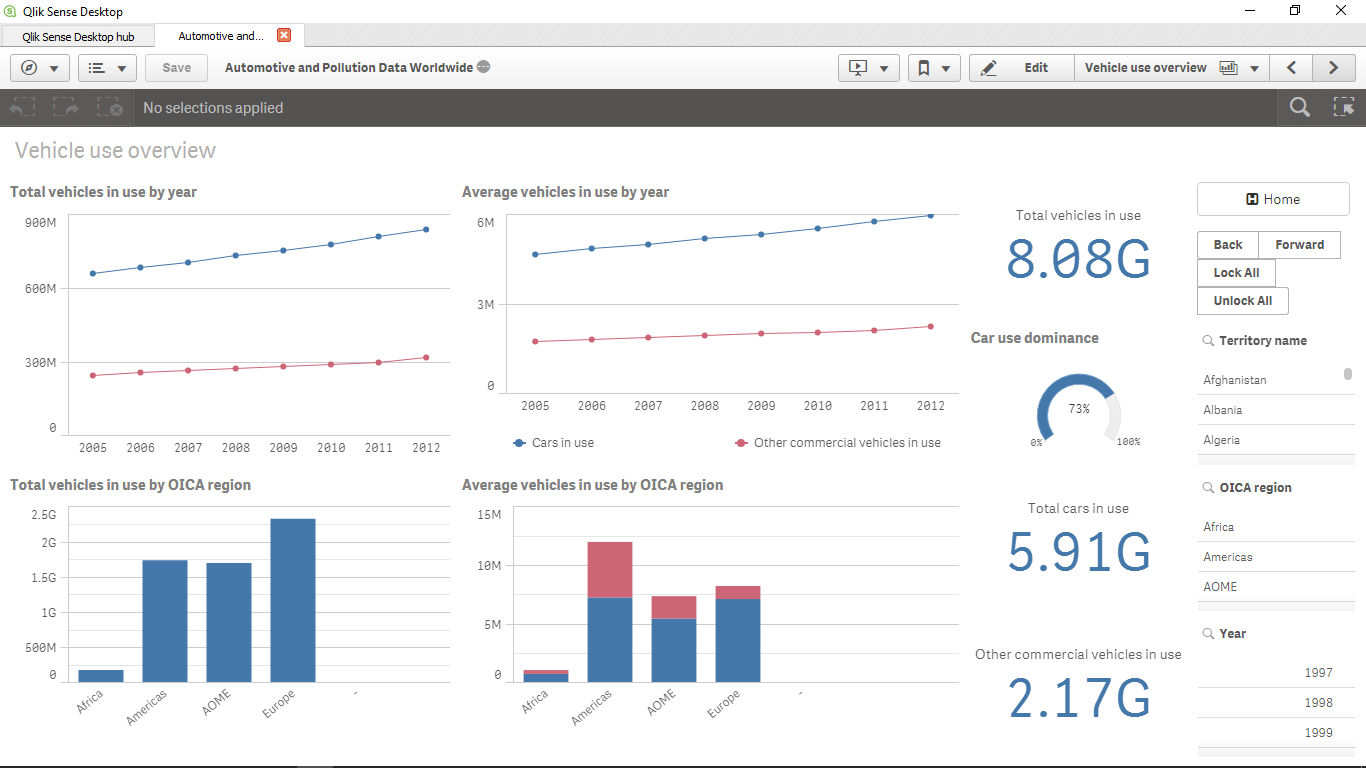 Qlik Sense Desktop
Qlik Sense Desktop hub
Automotive and...
Save
Automotive and Pollution Data Worldwide
Edit
Vehicle use overview
No selections applied
Vehicle use overview
Total vehicles in use by year
900M
600M
300M
0
2005 2006 2007 2008 2009 2010 2011 2012
Average vehicles in use by year
6M
3M
0
2005 2006 2007 2008 2009 2010 2011 2012
Cars in use
Other commercial vehicles in use
Total vehicles in use
8.08G
Car use dominance
73%
0%
100%
Home
Back
Forward
Lock All
Unlock All
Territory name
Afghanistan
Albania
Algeria
Total vehicles in use by OICA region
2.5G
2G
1.5G
1G
500M
0
Africa
Americas
AOME
Europe
-
Average vehicles in use by OICA region
15M
10M
5M
0
Africa
Americas
AOME
Europe
-
Total cars in use
5.91G
Other commercial vehicles in use
2.17G
OICA region
Africa
Americas
AOME
Year
1997
1998
1999